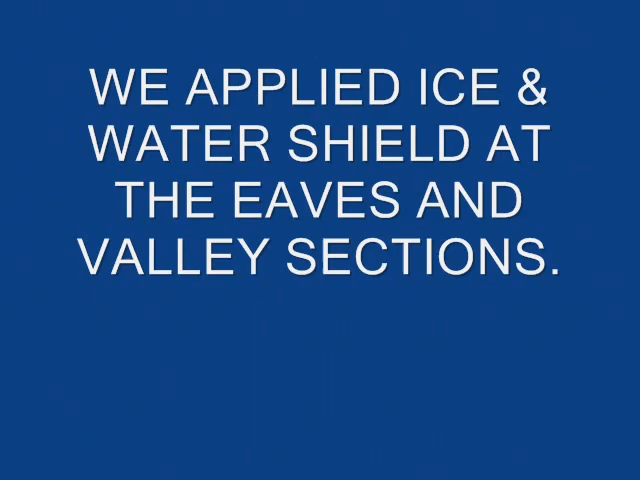 WE APPLIED ICE &
WATER SHIELD AT
THE EAVES AND
VALLEY SECTIONS.